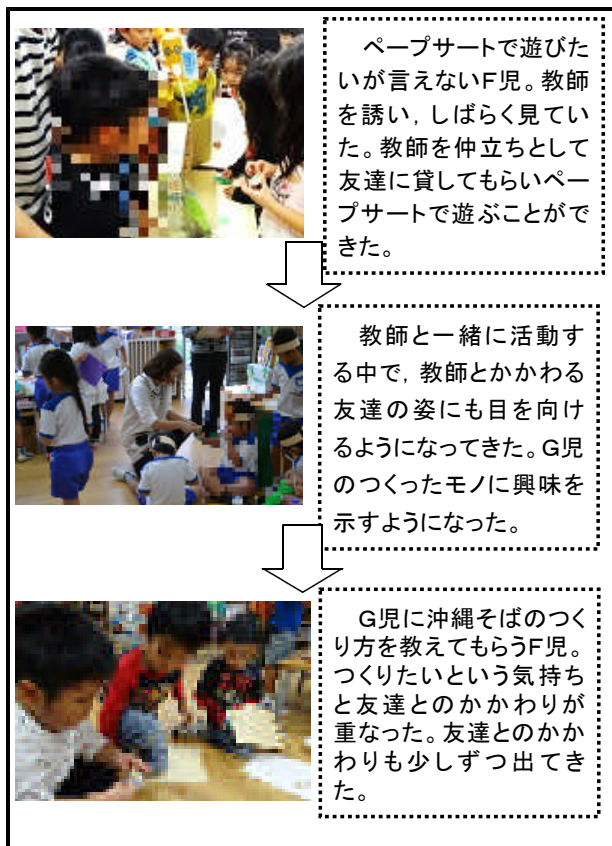 ペープサートで遊びた
いが言えないF児。教師
を誘い，しばらく見てい
た。教師を仲立ちとして
友達に貸してもらいペー
プサートで遊ぶことがで
きた。
教師と一緒に活動す
る中で，教師とかかわる
友達の姿にも目を向け
るようになってきた。G児
のつくったモノに興味を
示すようになった。
G児に沖縄そばのつく
り方を教えてもらうF児。
つくりたいという気持ち
と友達とのかかわりが
重なった。友達とのかか
わりも少しずつ出てき
た。